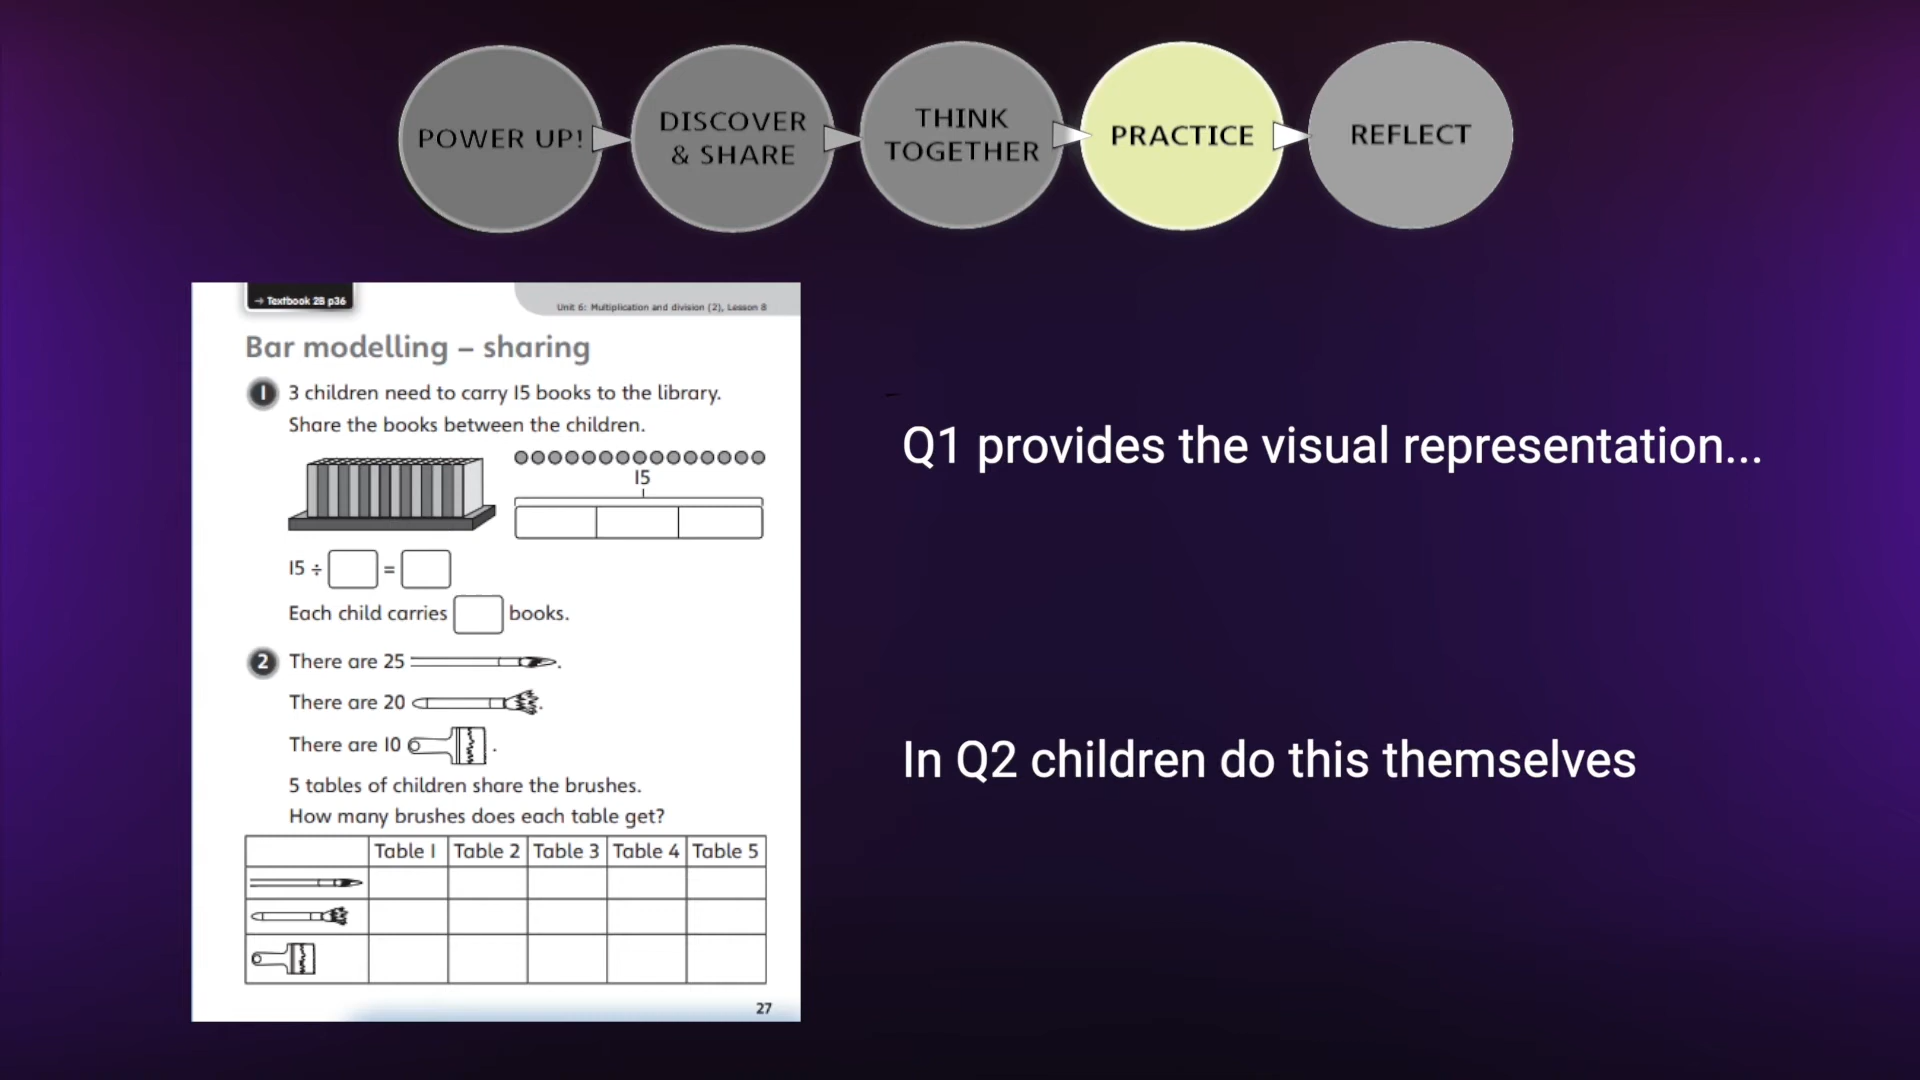 POWER UP!
DISCOVER
& SHARE
THINK
TOGETHER
PRACTICE
REFLECT
→ Textbook 2B p36
Unit 6: Multiplication and division (2), Lesson 8
Bar modelling – sharing
1 3 children need to carry 15 books to the library.
Share the books between the children.
15
15 ÷ =
Each child carries books.
2 There are 25 .
There are 20 .
There are 10 .
5 tables of children share the brushes.
How many brushes does each table get?
Table 1 Table 2 Table 3 Table 4 Table 5
27
Q1 provides the visual representation...
In Q2 children do this themselves